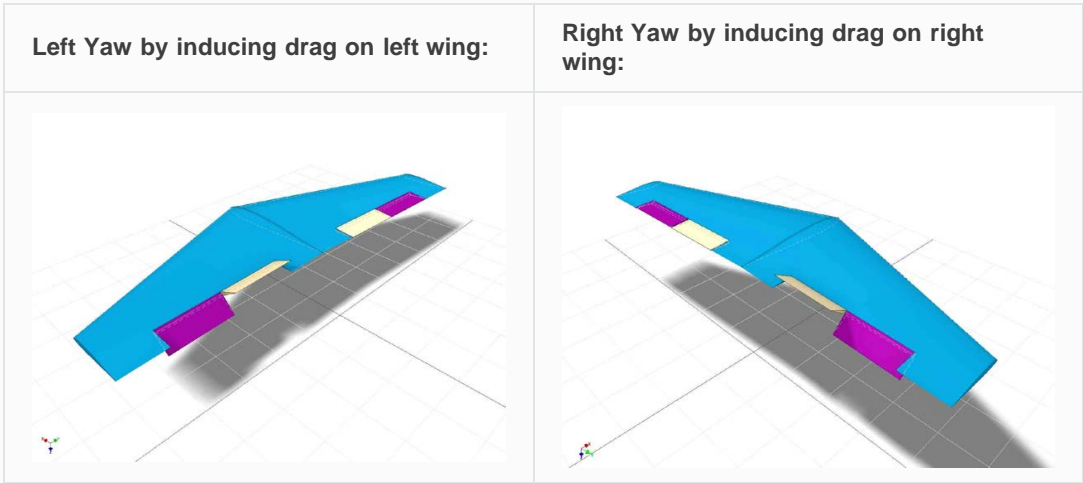 Left Yaw by inducing drag on left wing:
Right Yaw by inducing drag on right
wing: